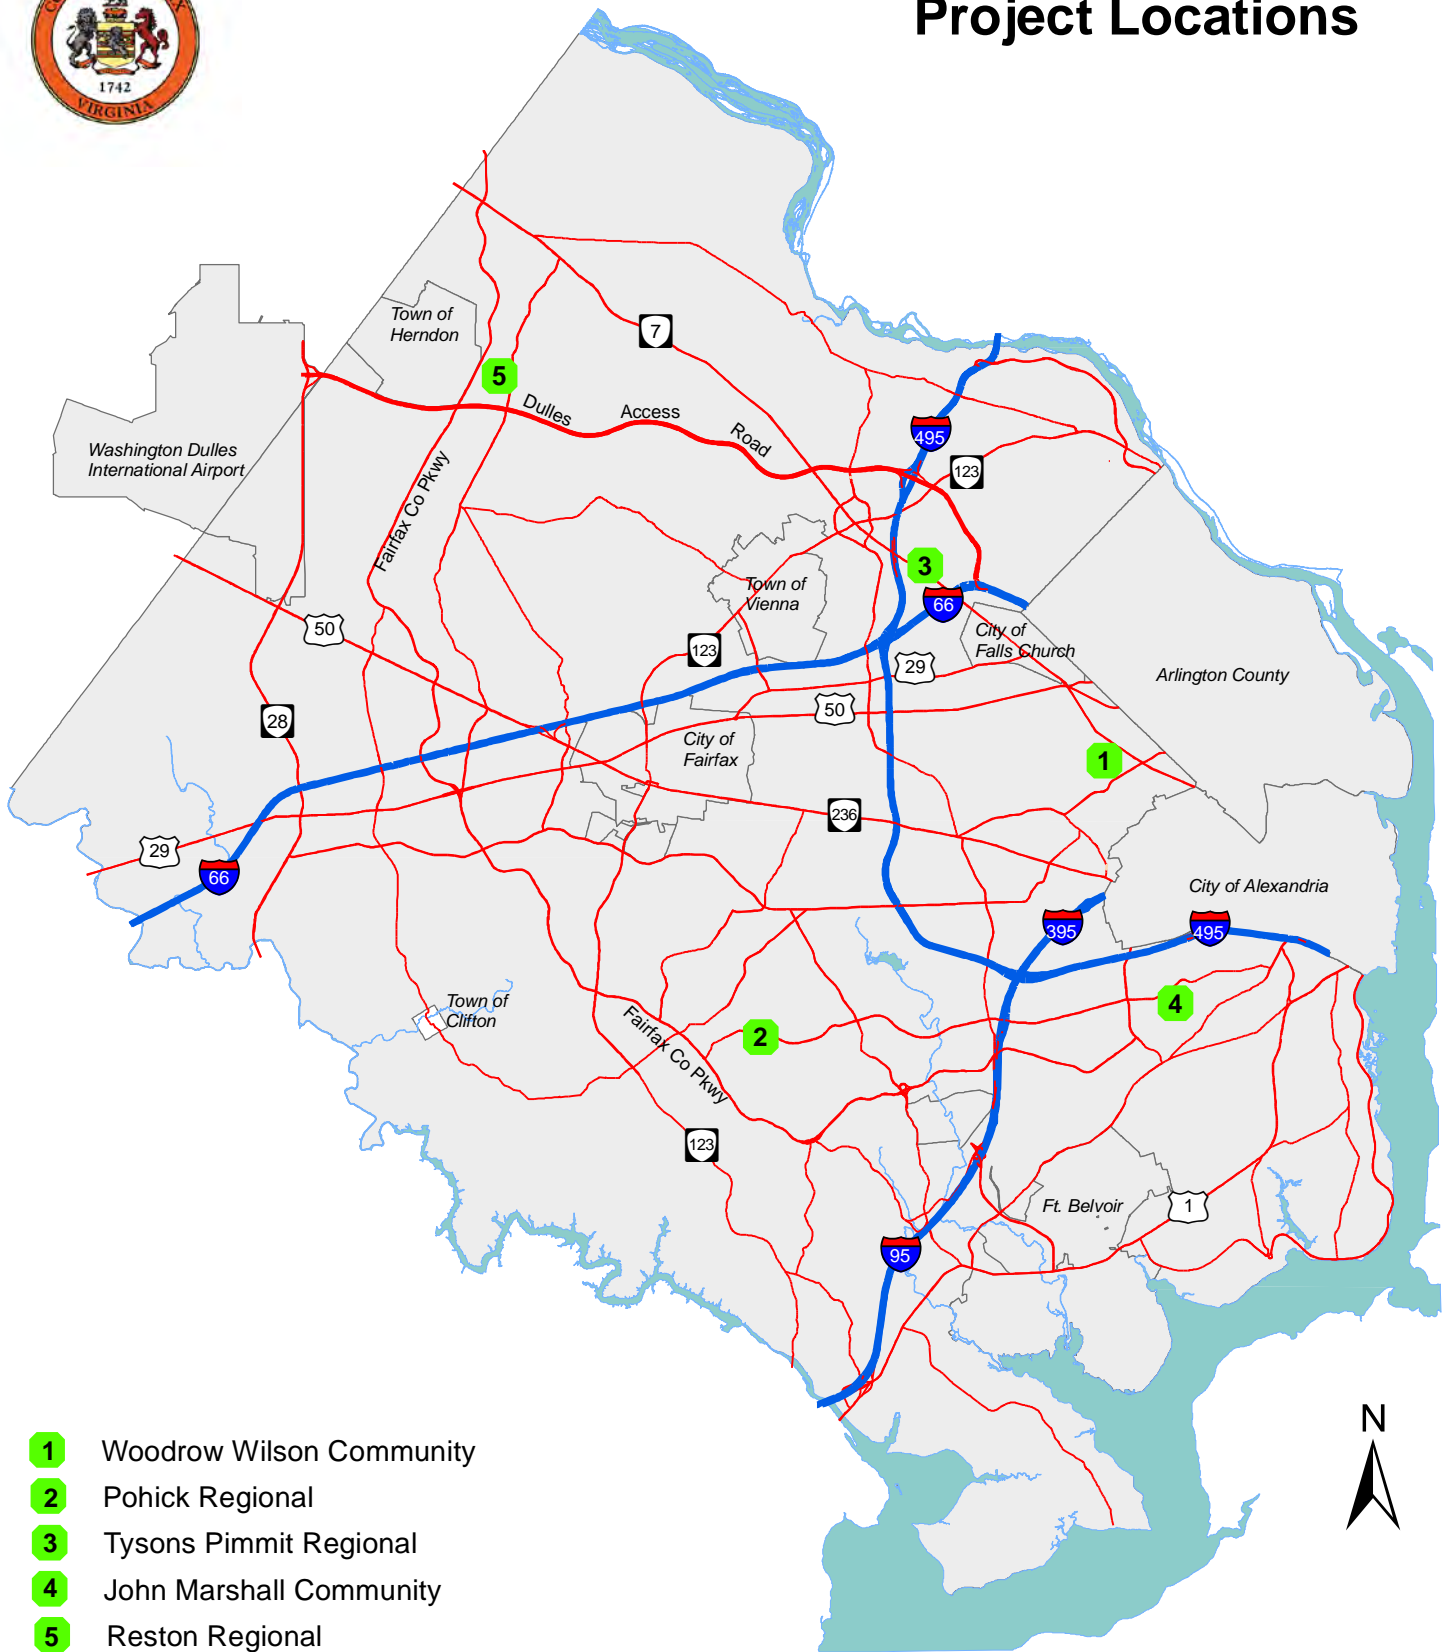 Project Locations
1742
VIRGINIA
Town of
Herndon
7
5
Dulles
Access
Road
495
123
Washington Dulles
International Airport
Fairfax Co Pkwy
3
Town of
Vienna
66
50
City of
Falls Church
123
29
Arlington County
50
28
City of
Fairfax
1
236
29
66
City of Alexandria
395
495
Town of
Clifton
4
Fairfax Co Pkwy
2
123
Ft. Belvoir
1
95
N
1 Woodrow Wilson Community
2 Pohick Regional
3 Tysons Pimmit Regional
4 John Marshall Community
5 Reston Regional